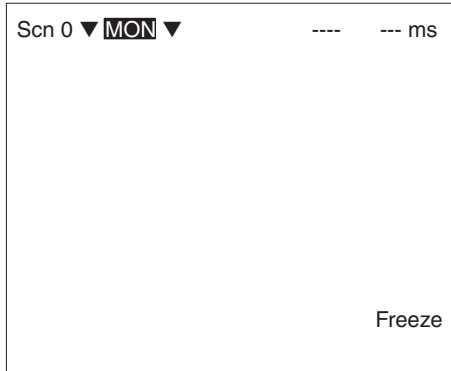 Scn 0 ▼ MON ▼ ---- --- ms
Freeze